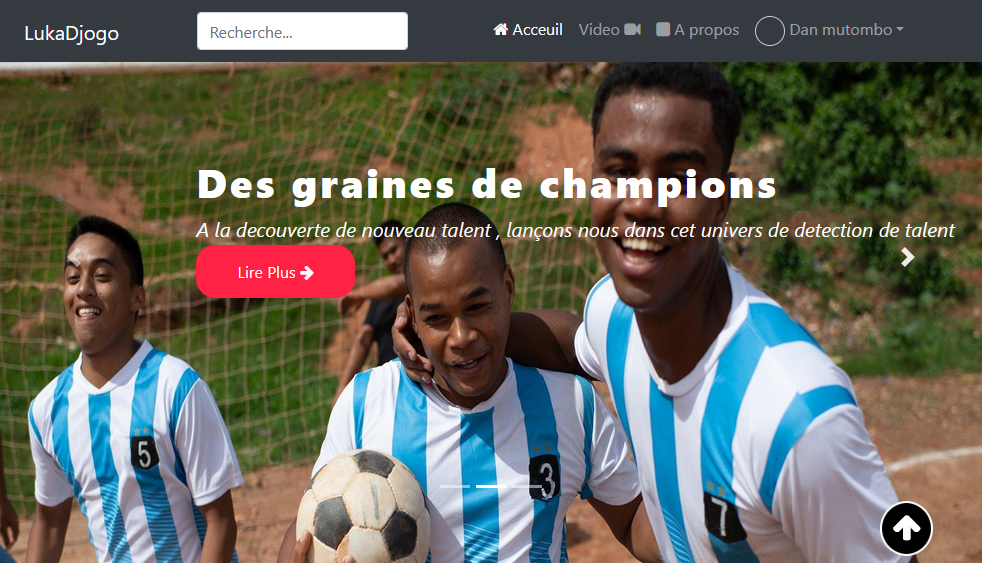 LukaDjogo
Recherche...
Acceuil
Video
A propos
Dan mutombo
Des graines de champions
A la decouverte de nouveau talent , lançons nous dans cet univers de detection de talent
Lire Plus
5
3
7